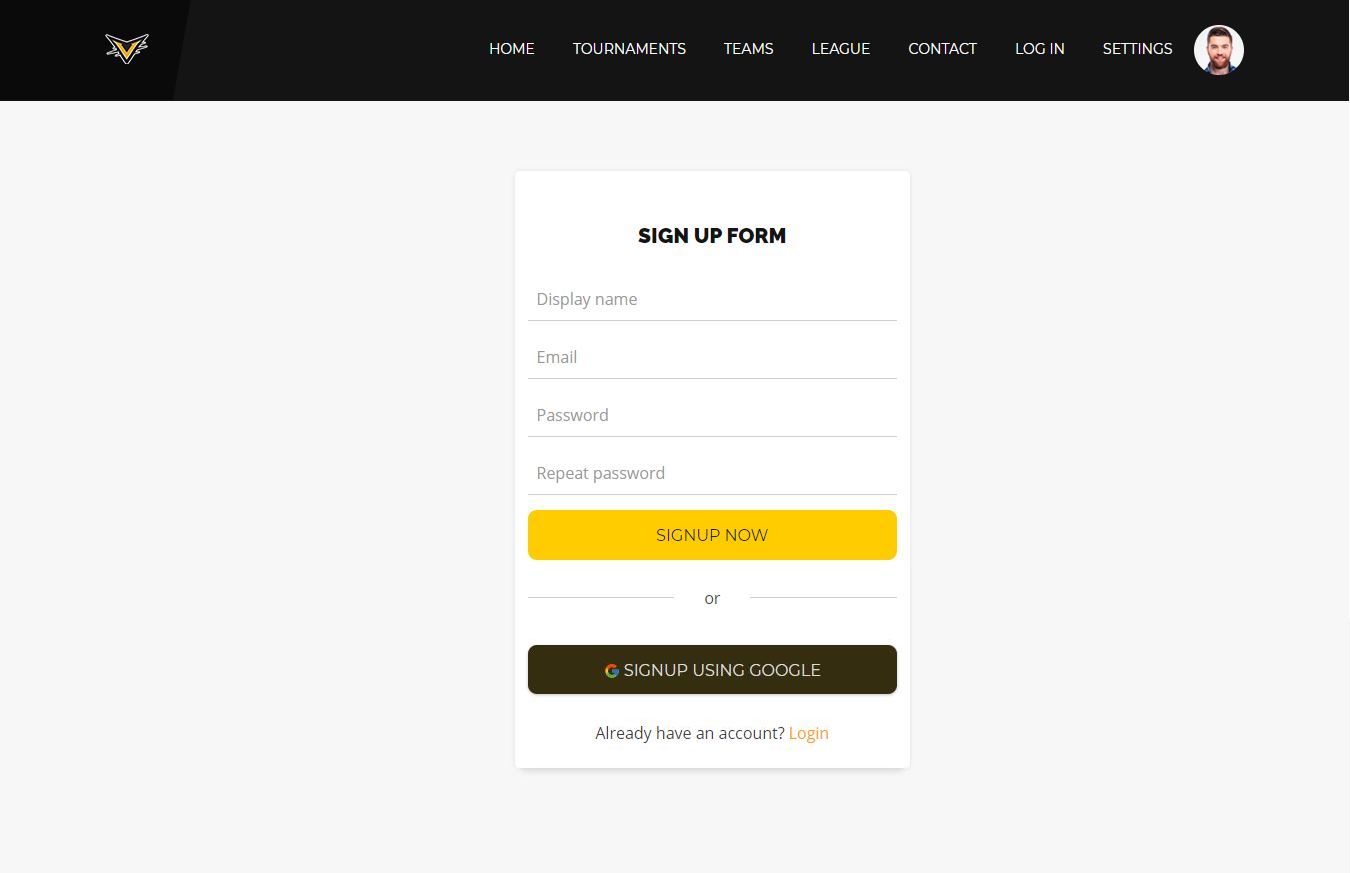 HOME TOURNAMENTS TEAMS LEAGUE CONTACT LOG IN SETTINGS
SIGN UP FORM
Display name
Email
Password
Repeat password
SIGNUP NOW
or
SIGNUP USING GOOGLE
Already have an account? Login